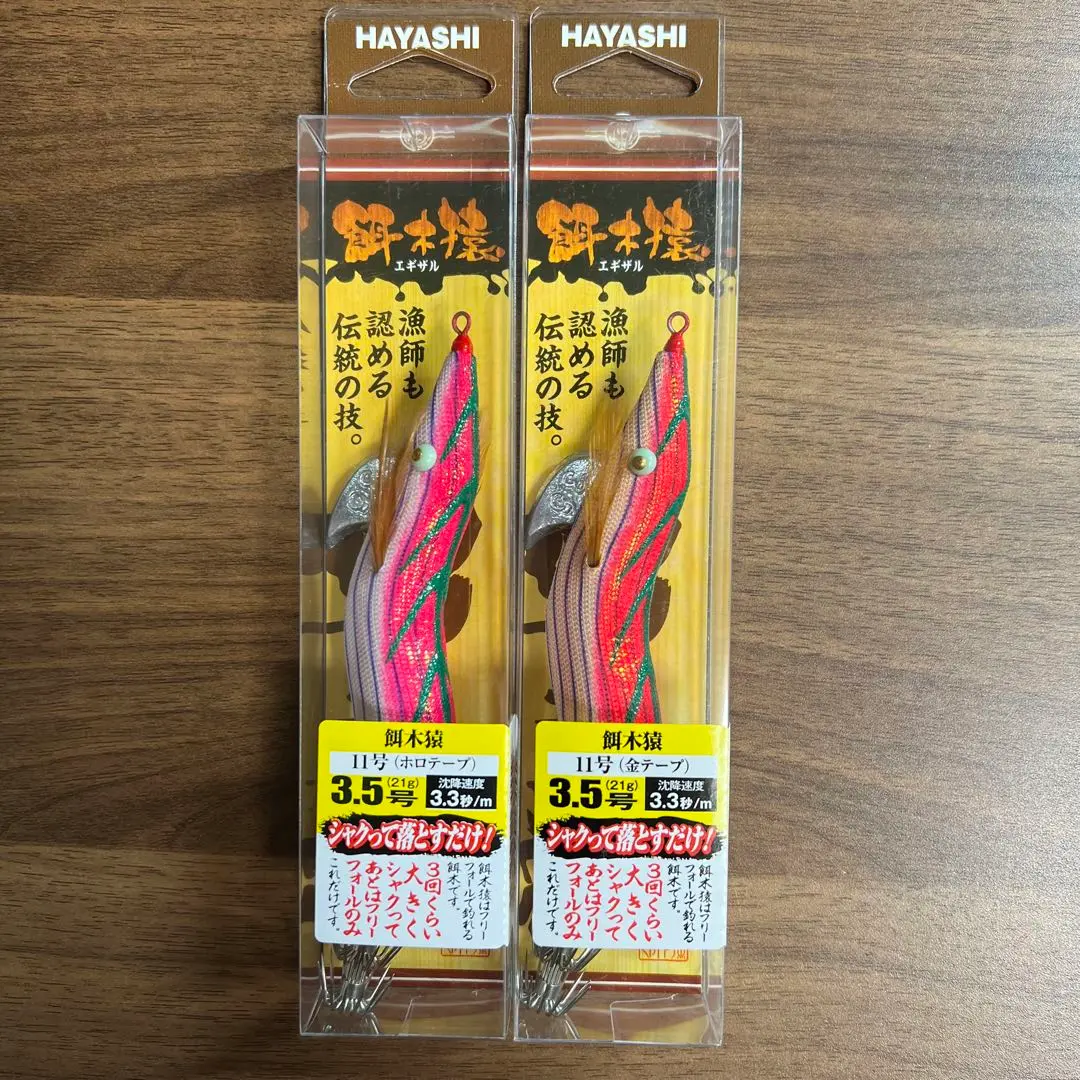 HAYASHI
餌木猿
エギザル
漁師も
認める
伝統の技。
餌木猿
11号(ホロテープ)
3.5号
(21g)
沈降速度
3.3秒/m
シャクって落とすだけ!
餌木猿はフリー
フォールで釣れる
餌木です。
3回くらい
大きく
シャクって
あとはフリー
フォールのみ
これだけです。
HAYASHI
餌木猿
エギザル
漁師も
認める
伝統の技。
餌木猿
11号(金テープ)
3.5号
(21g)
沈降速度
3.3秒/m
シャクって落とすだけ!
餌木猿はフリー
フォールで釣れる
餌木です。
3回くらい
大きく
シャクって
あとはフリー
フォールのみ
これだけです。